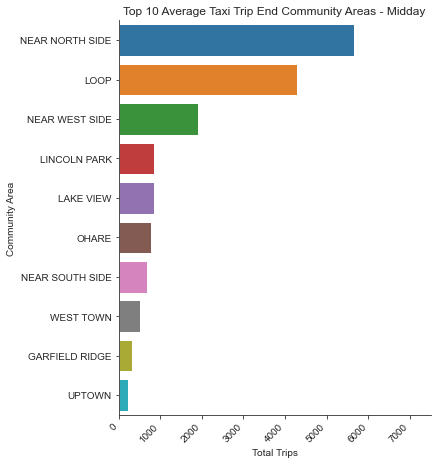 Top 10 Average Taxi Trip End Community Areas - Midday
Community Area
NEAR NORTH SIDE
LOOP
NEAR WEST SIDE
LINCOLN PARK
LAKE VIEW
OHARE
NEAR SOUTH SIDE
WEST TOWN
GARFIELD RIDGE
UPTOWN
0 1000 2000 3000 4000 5000 6000 7000
Total Trips